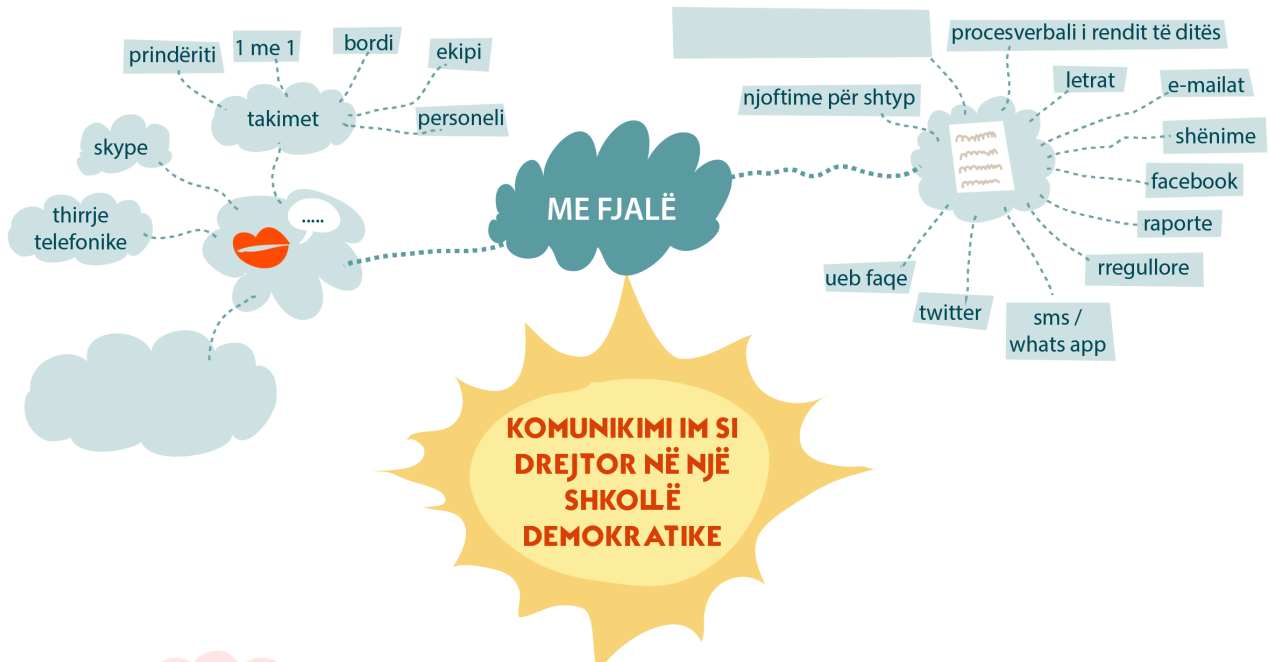 prindëriti
1 me 1
bordi
ekipi
takimet
personeli
skype
thirrje
telefonike
.....
ME FJALË
procesverbali i rendit të ditës
njoftime për shtyp
letrat
e-mailat
shënime
facebook
raporte
rregullore
sms /
whats app
twitter
ueb faqe
KOMUNIKIMI IM SI
DREJTOR NË NJË
SHKOLLË
DEMOKRATIKE